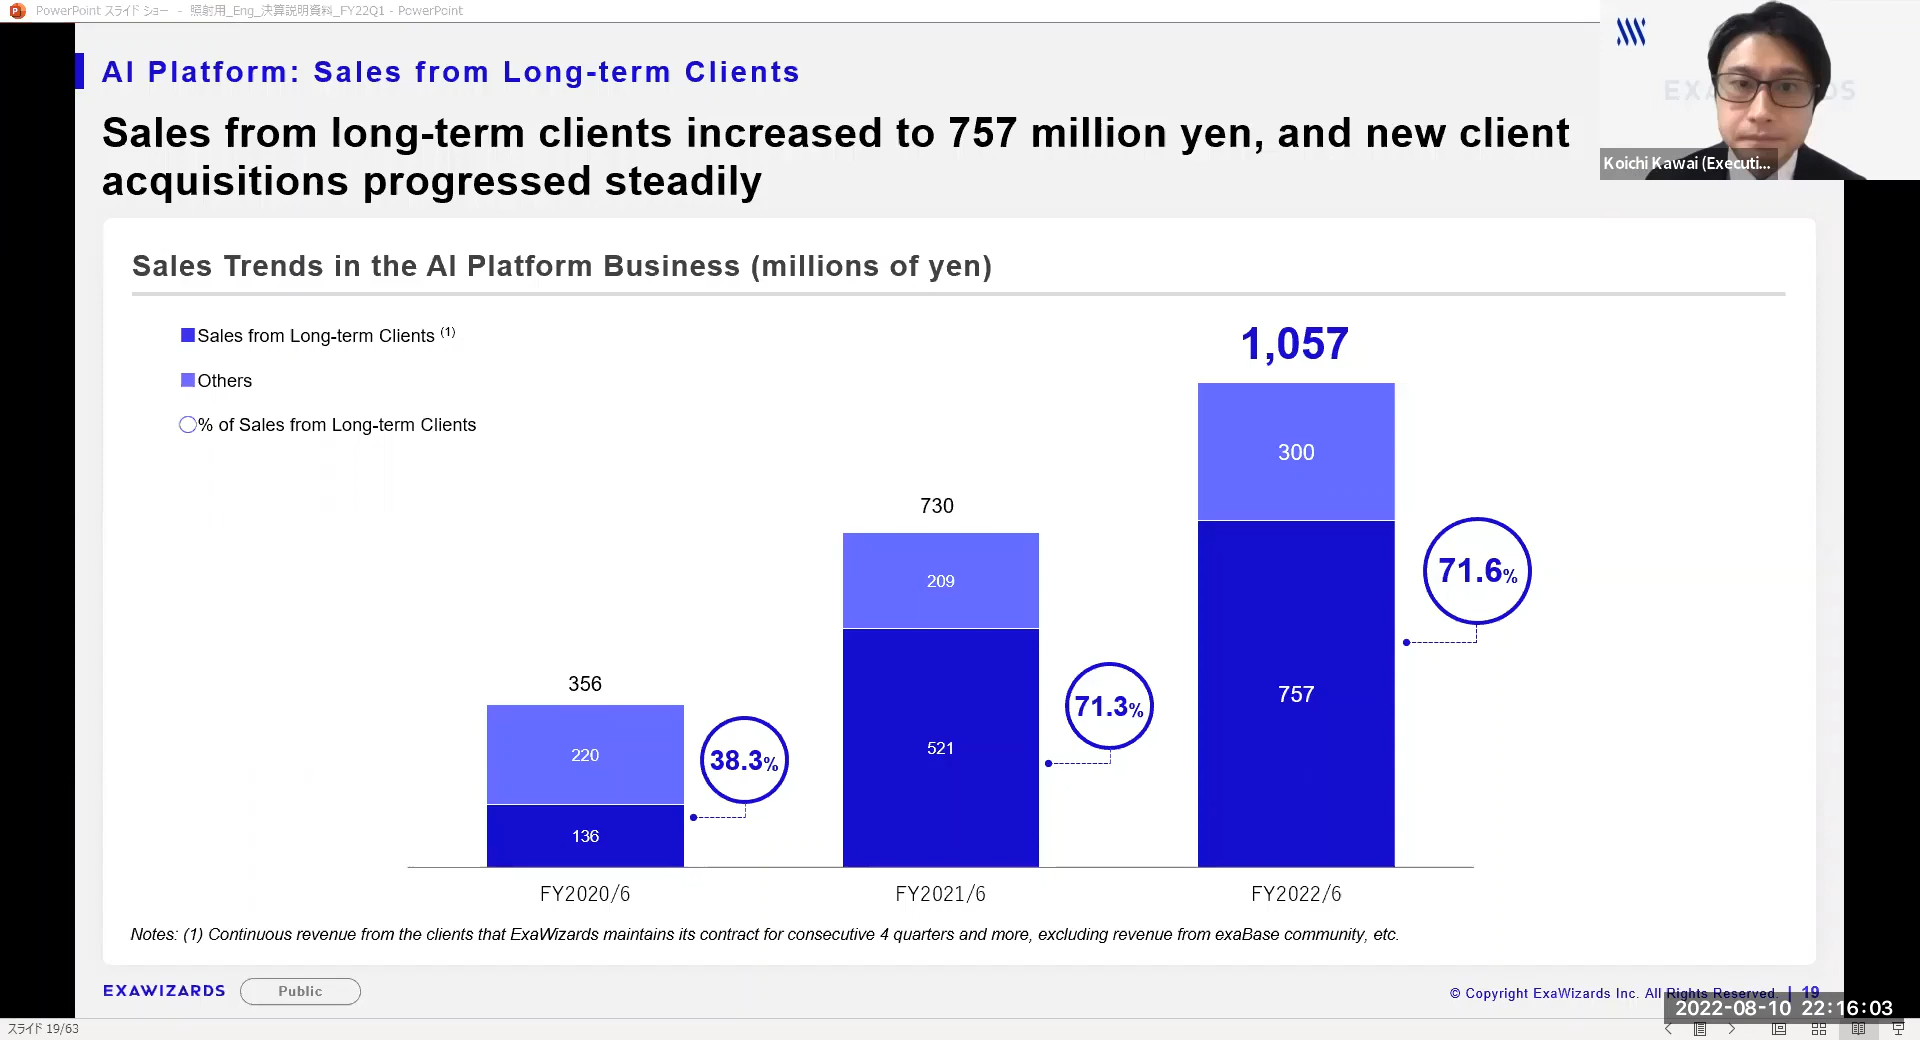 PowerPoint スライド ショー - 照射用_Eng_決算説明資料_FY22Q1 - PowerPoint
AI Platform: Sales from Long-term Clients
Sales from long-term clients increased to 757 million yen, and new client
acquisitions progressed steadily
Koichi Kawai (Executi...
Sales Trends in the AI Platform Business (millions of yen)
Sales from Long-term Clients (1)
Others
% of Sales from Long-term Clients
1,057
300
757
71.6%
730
209
521
71.3%
356
220
136
38.3%
FY2020/6
FY2021/6
FY2022/6
Notes: (1) Continuous revenue from the clients that ExaWizards maintains its contract for consecutive 4 quarters and more, excluding revenue from exaBase community, etc.
EXAWIZARDS
Public
© Copyright ExaWizards Inc. All Rights Reserved. | 19
2022-08-10 22:16:03
スライド 19/63